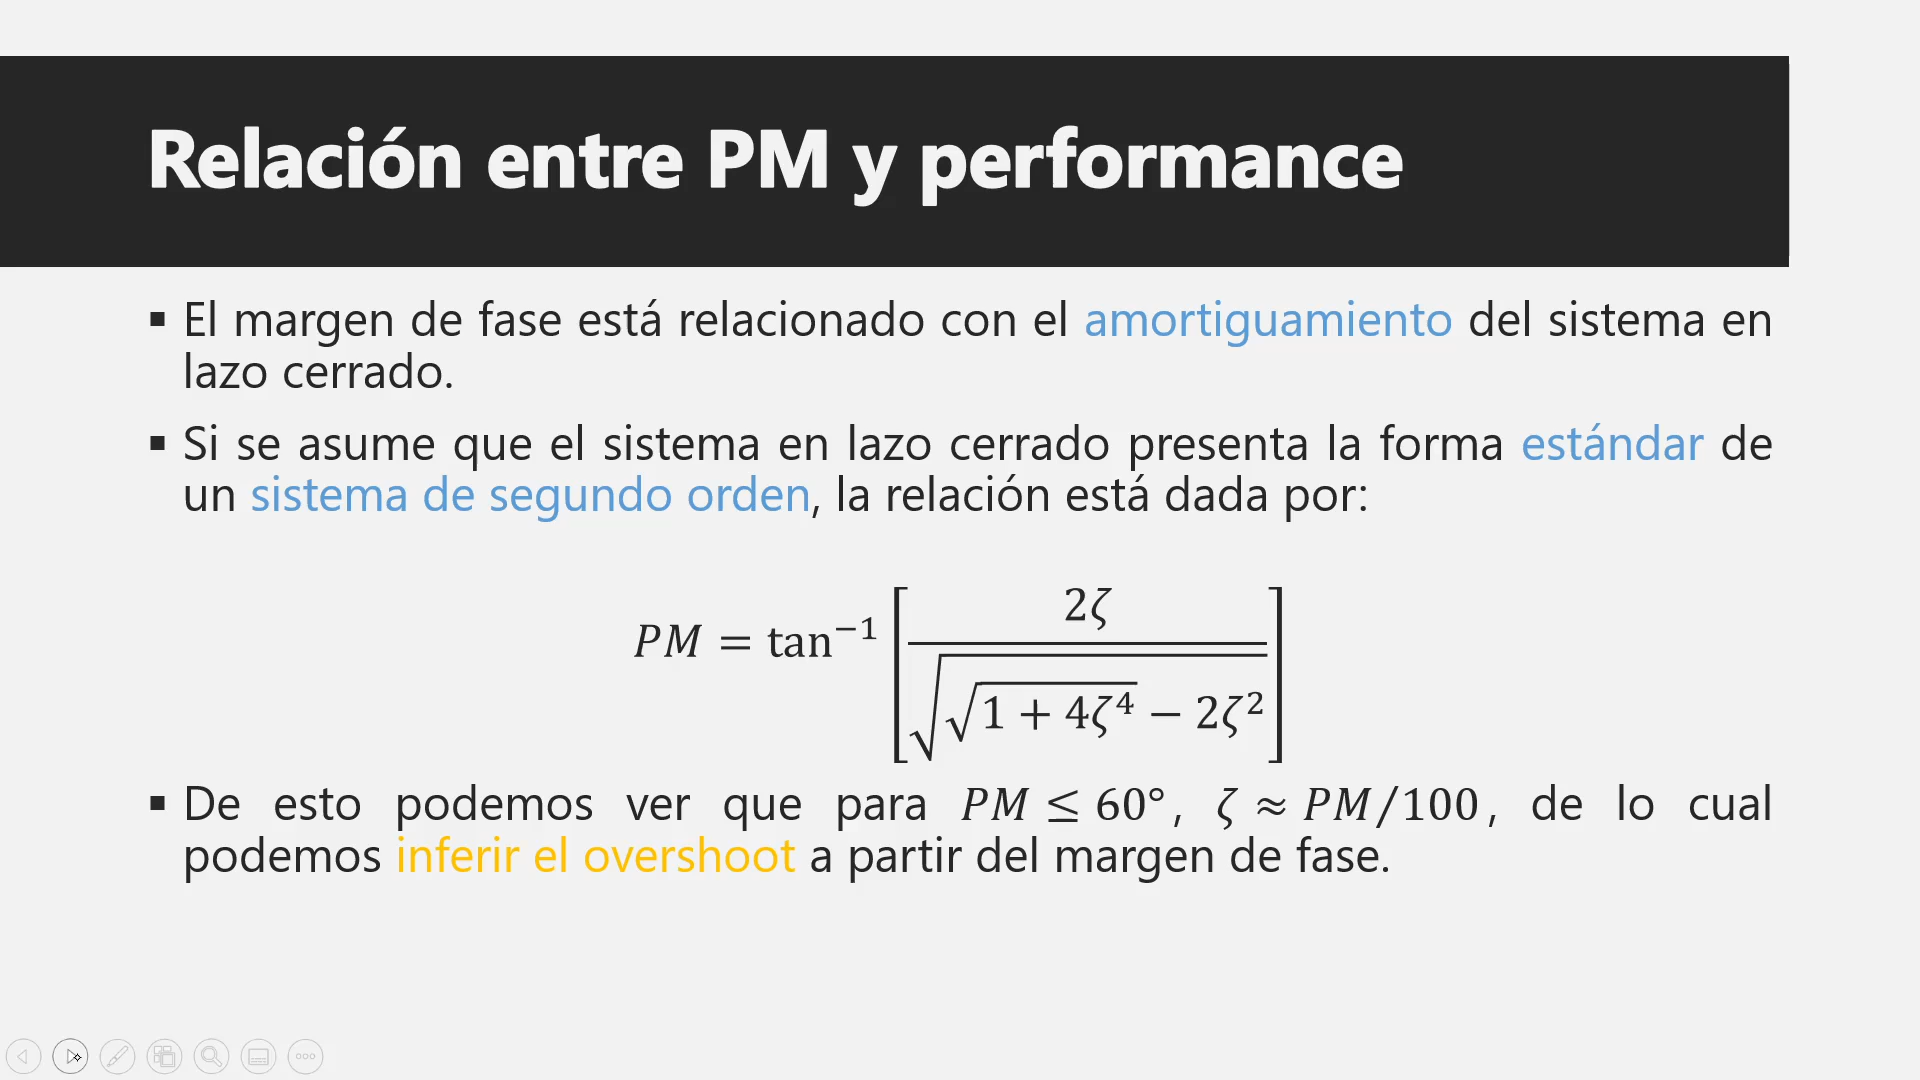 Relación entre PM y performance
▪ El margen de fase está relacionado con el amortiguamiento del sistema en
lazo cerrado.
▪ Si se asume que el sistema en lazo cerrado presenta la forma estándar de
un sistema de segundo orden, la relación está dada por:
PM = tan⁻¹ [ 2ζ / √(√(1 + 4ζ⁴) − 2ζ²) ]
▪ De esto podemos ver que para PM ≤ 60°, ζ ≈ PM/100, de lo cual
podemos inferir el overshoot a partir del margen de fase.